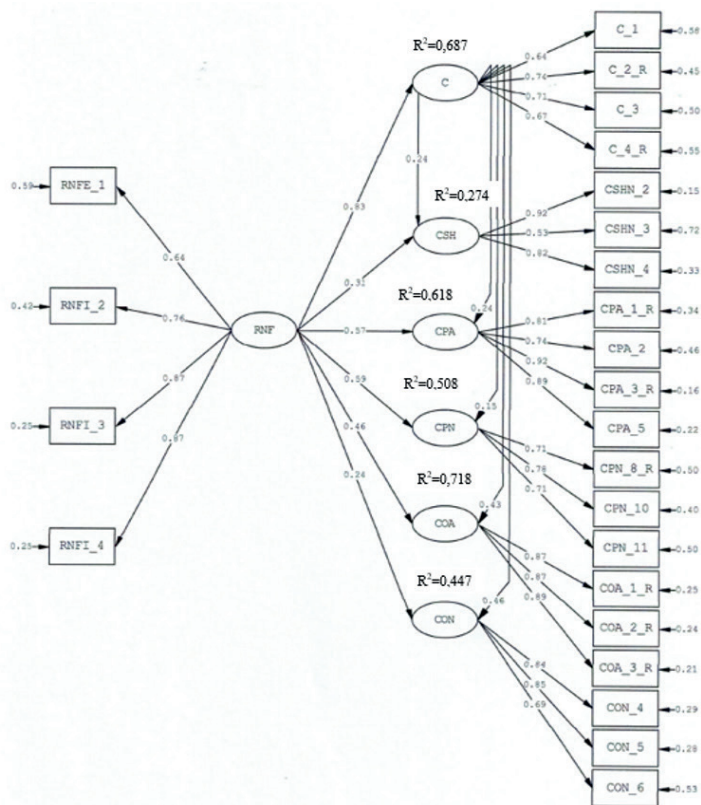 R²=0,687
C
0.64
0.74
0.71
0.67
C_1
0.58
C_2_R
0.45
C_3
0.50
C_4_R
0.55
0.59
RNFE_1
0.64
0.42
RNFI_2
0.76
0.25
RNFI_3
0.87
0.25
RNFI_4
0.87
RNF
0.83
0.24
R²=0,274
CSH
0.31
0.92
0.53
0.82
CSHN_2
0.15
CSHN_3
0.72
CSHN_4
0.33
R²=0,618
CPA
0.57
0.24
0.81
0.74
0.92
0.89
CPA_1_R
0.34
CPA_2
0.46
CPA_3_R
0.16
CPA_5
0.22
R²=0,508
CPN
0.59
0.15
0.71
0.78
0.71
CPN_8_R
0.50
CPN_10
0.40
CPN_11
0.50
R²=0,718
COA
0.46
0.43
0.87
0.87
0.89
COA_1_R
0.25
COA_2_R
0.24
COA_3_R
0.21
R²=0,447
CON
0.24
0.46
0.84
0.85
0.69
CON_4
0.29
CON_5
0.28
CON_6
0.53